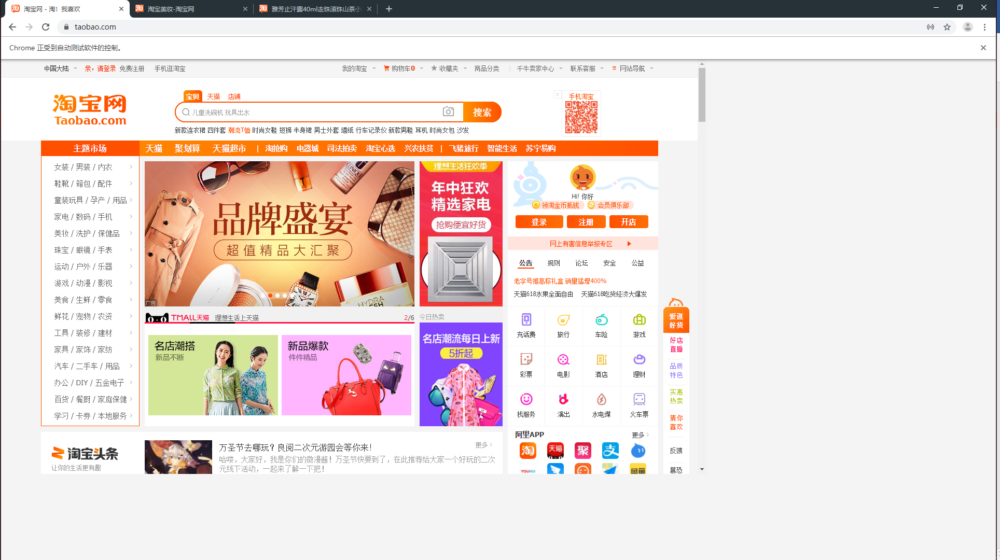 淘宝网 - 淘！我喜欢
淘宝美妆-淘宝网
雅芳止汗露40ml走珠滚珠山茶小
taobao.com
Chrome 正受到自动测试软件的控制。
中国大陆 亲，请登录 免费注册 手机逛淘宝
我的淘宝 购物车0 收藏夹 商品分类 千牛卖家中心 联系客服 网站导航
淘宝网
Taobao.com
宝贝 天猫 店铺
儿童洗碗机 玩具出水
搜索
新款连衣裙 四件套 潮流T恤 时尚女鞋 短裤 半身裙 男士外套 墙纸 行车记录仪 新款男鞋 耳机 时尚女包 沙发
手机淘宝
主题市场
天猫 聚划算 天猫超市 | 淘抢购 电器城 司法拍卖 淘宝心选 兴农扶贫 | 飞猪旅行 智能生活 苏宁易购
女装 / 男装 / 内衣
鞋靴 / 箱包 / 配件
童装玩具 / 孕产 / 用品
家电 / 数码 / 手机
美妆 / 洗护 / 保健品
珠宝 / 眼镜 / 手表
运动 / 户外 / 乐器
游戏 / 动漫 / 影视
美食 / 生鲜 / 零食
鲜花 / 宠物 / 农资
工具 / 装修 / 建材
家具 / 家饰 / 家纺
汽车 / 二手车 / 用品
办公 / DIY / 五金电子
百货 / 餐厨 / 家庭保健
学习 / 卡券 / 本地服务
CLINIQUE
品牌盛宴
超值精品大汇聚
HYDRA
广告
TMALL天猫 理想生活上天猫
2/6
名店潮搭
新品不断
新品爆款
件件精品
理想生活狂欢季
年中狂欢
精选家电
抢购便宜好货
今日热卖
名店潮流每日上新
5折起
Hi! 你好
领淘金币抵钱 会员俱乐部
登录 注册 开店
网上有害信息举报专区
公告 规则 论坛 安全 公益
老字号推高粽礼盒 销量猛增400%
天猫618水果全面自由 天猫618吃货经济大爆发
充话费 旅行 车险 游戏
彩票 电影 酒店 理财
找服务 演出 水电煤 火车票
阿里APP 更多
淘 天猫 聚 支
YOUKU
爱逛
好货
好店
直播
品质
特色
实惠
热卖
猜你
喜欢
反馈
暴恐
淘宝头条
让你的生活更有趣
万圣节去哪玩？良阅二次元游园会等你来！
更多
哈喽，大家好，我是你们的微漫酱！万圣节快要到了，在此推荐给大家一个好玩的二次
元线下活动，一起来了解一下把！